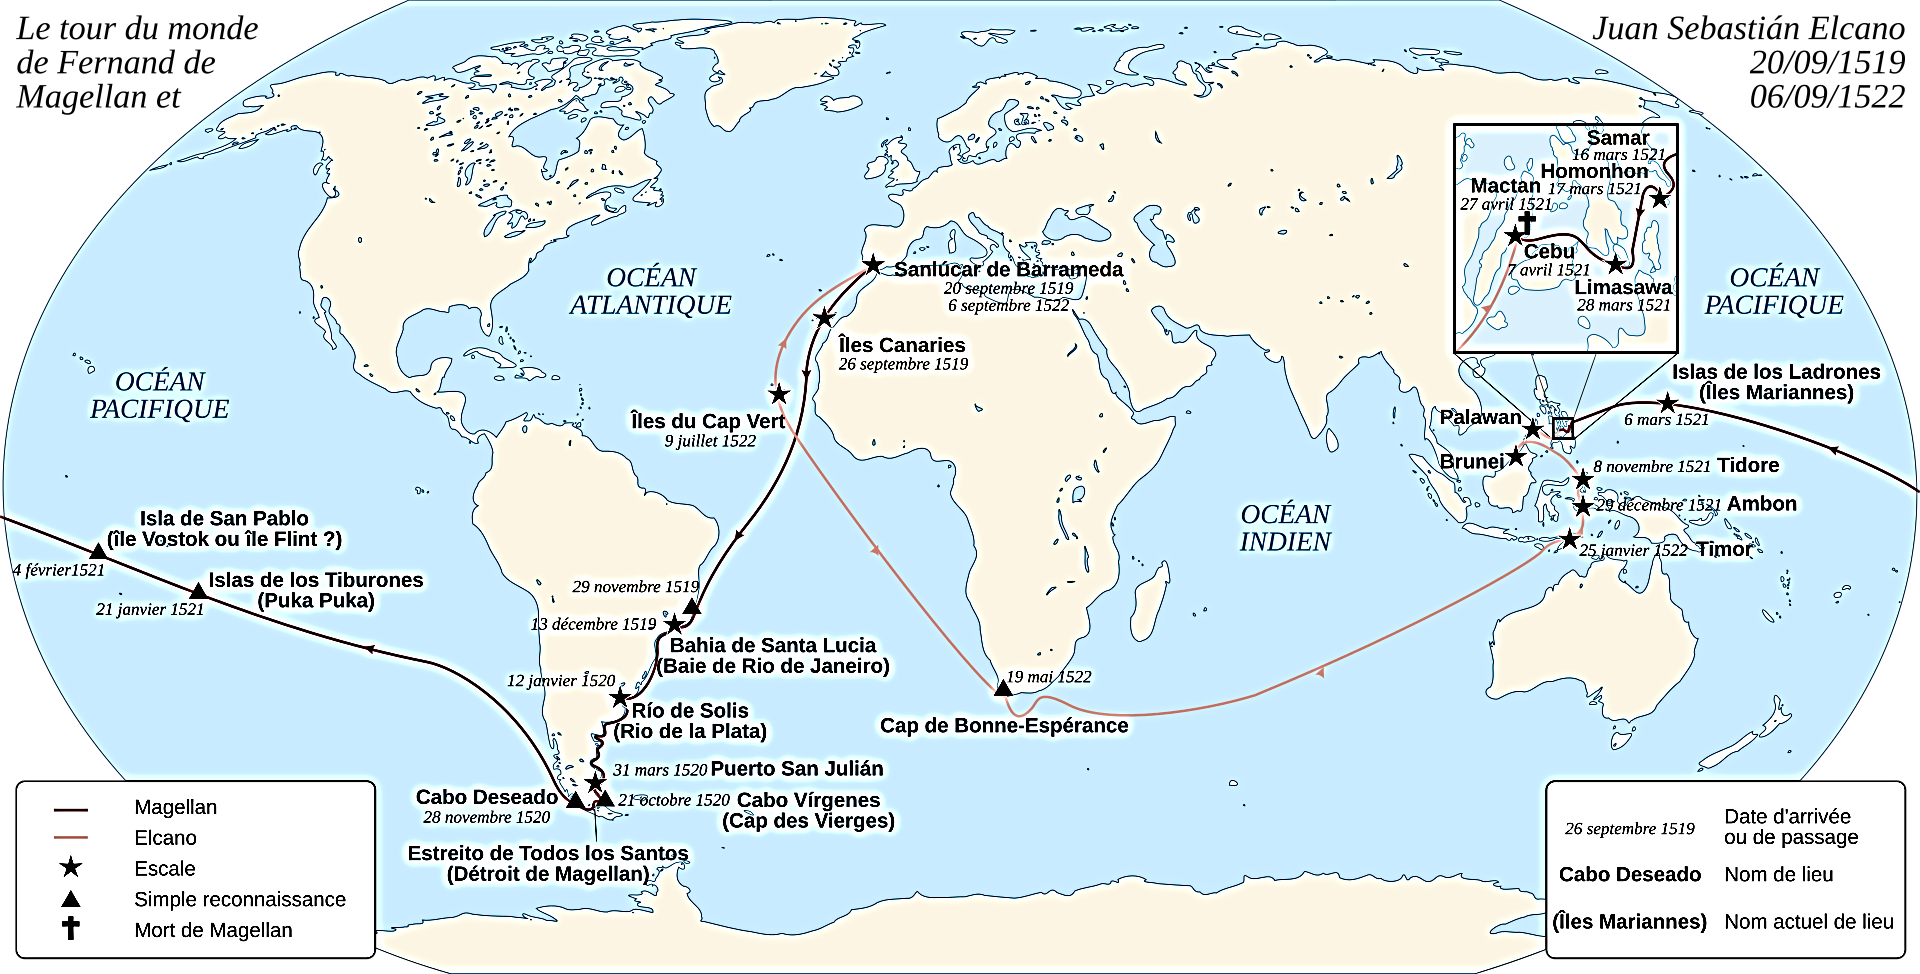 Le tour du monde
de Fernand de
Magellan et
Juan Sebastián Elcano
20/09/1519
06/09/1522
Samar
16 mars 1521
Homonhon
17 mars 1521
Mactan
27 avril 1521
Cebu
7 avril 1521
Limasawa
28 mars 1521
OCÉAN
ATLANTIQUE
OCÉAN
PACIFIQUE
OCÉAN
PACIFIQUE
OCÉAN
INDIEN
Sanlúcar de Barrameda
20 septembre 1519
6 septembre 1522
Îles Canaries
26 septembre 1519
Îles du Cap Vert
9 juillet 1522
Islas de los Ladrones
(Îles Mariannes)
6 mars 1521
Palawan
Brunei
8 novembre 1521 Tidore
29 décembre 1521 Ambon
25 janvier 1522 Timor
Isla de San Pablo
(île Vostok ou île Flint ?)
4 février1521
Islas de los Tiburones
(Puka Puka)
21 janvier 1521
29 novembre 1519
13 décembre 1519
Bahia de Santa Lucia
(Baie de Rio de Janeiro)
12 janvier 1520
Río de Solis
(Rio de la Plata)
19 mai 1522
Cap de Bonne-Espérance
31 mars 1520 Puerto San Julián
Cabo Deseado
28 novembre 1520
21 octobre 1520 Cabo Vírgenes
(Cap des Vierges)
Estreito de Todos los Santos
(Détroit de Magellan)
Magellan
Elcano
Escale
Simple reconnaissance
Mort de Magellan
26 septembre 1519 Date d'arrivée
ou de passage
Cabo Deseado Nom de lieu
(Îles Mariannes) Nom actuel de lieu